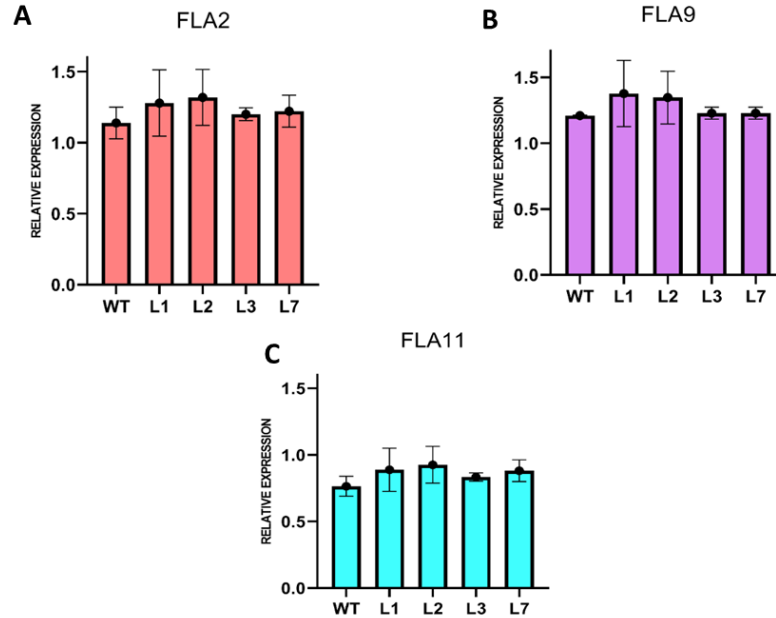 A
FLA2
RELATIVE EXPRESSION
1.5
1.0
0.5
0.0
WT L1 L2 L3 L7
B
FLA9
RELATIVE EXPRESSION
1.5
1.0
0.5
0.0
WT L1 L2 L3 L7
C
FLA11
RELATIVE EXPRESSION
1.5
1.0
0.5
0.0
WT L1 L2 L3 L7